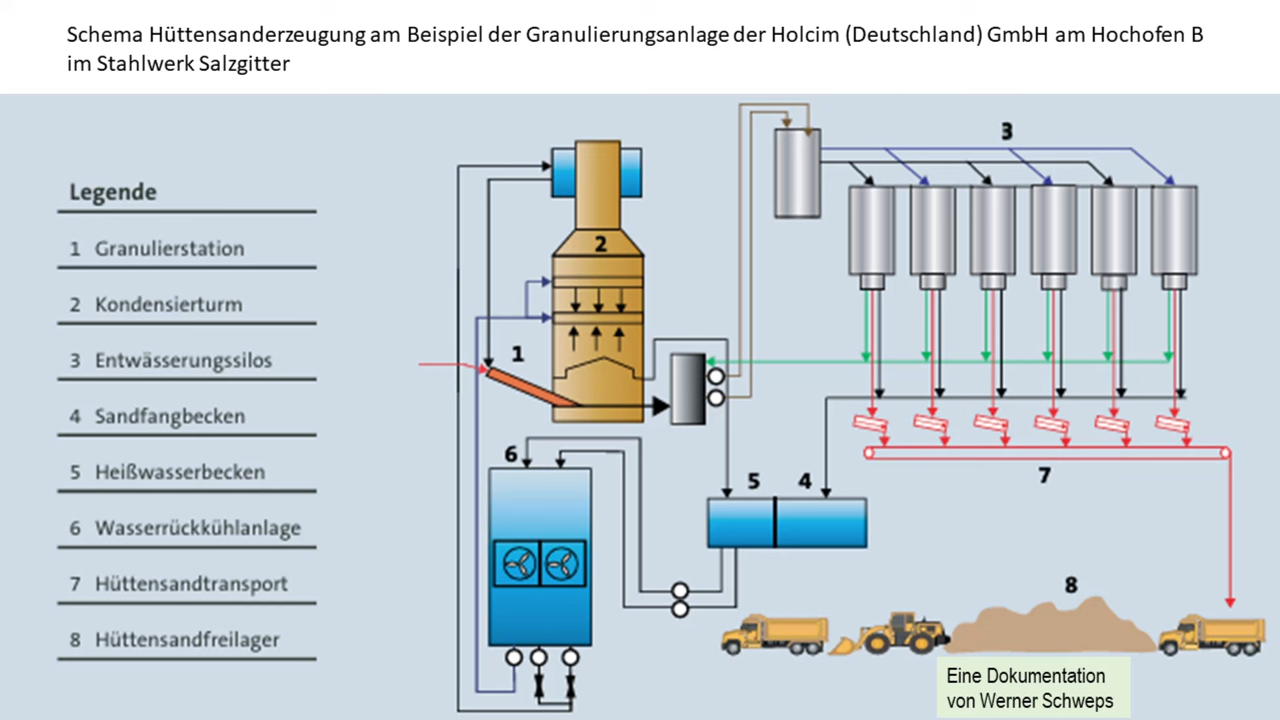 Schema Hüttensanderzeugung am Beispiel der Granulierungsanlage der Holcim (Deutschland) GmbH am Hochofen B
im Stahlwerk Salzgitter
Legende
1 Granulierstation
2 Kondensierturm
3 Entwässerungssilos
4 Sandfangbecken
5 Heißwasserbecken
6 Wasserrückkühlanlage
7 Hüttensandtransport
8 Hüttensandfreilager
3
2
1
6
5 4
7
8
Eine Dokumentation
von Werner Schweps